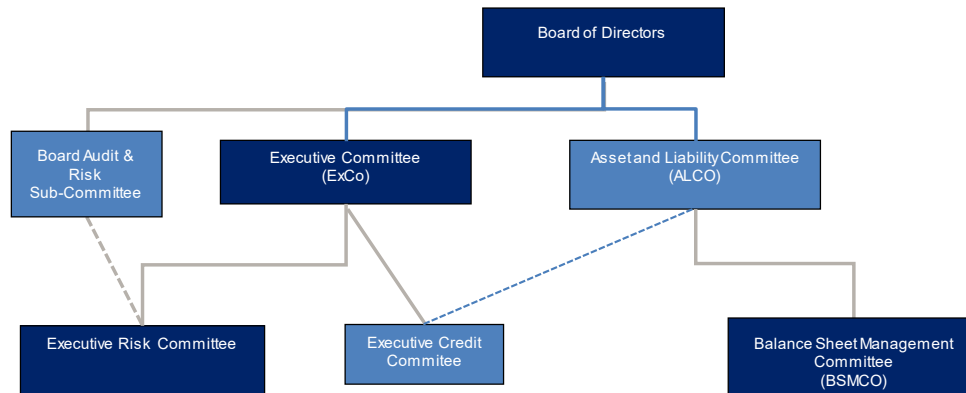 Board of Directors
Board Audit &
Risk
Sub-Committee
Executive Committee
(ExCo)
Asset and Liability Committee
(ALCO)
Executive Risk Committee
Executive Credit
Commitee
Balance Sheet Management
Committee
(BSMCO)